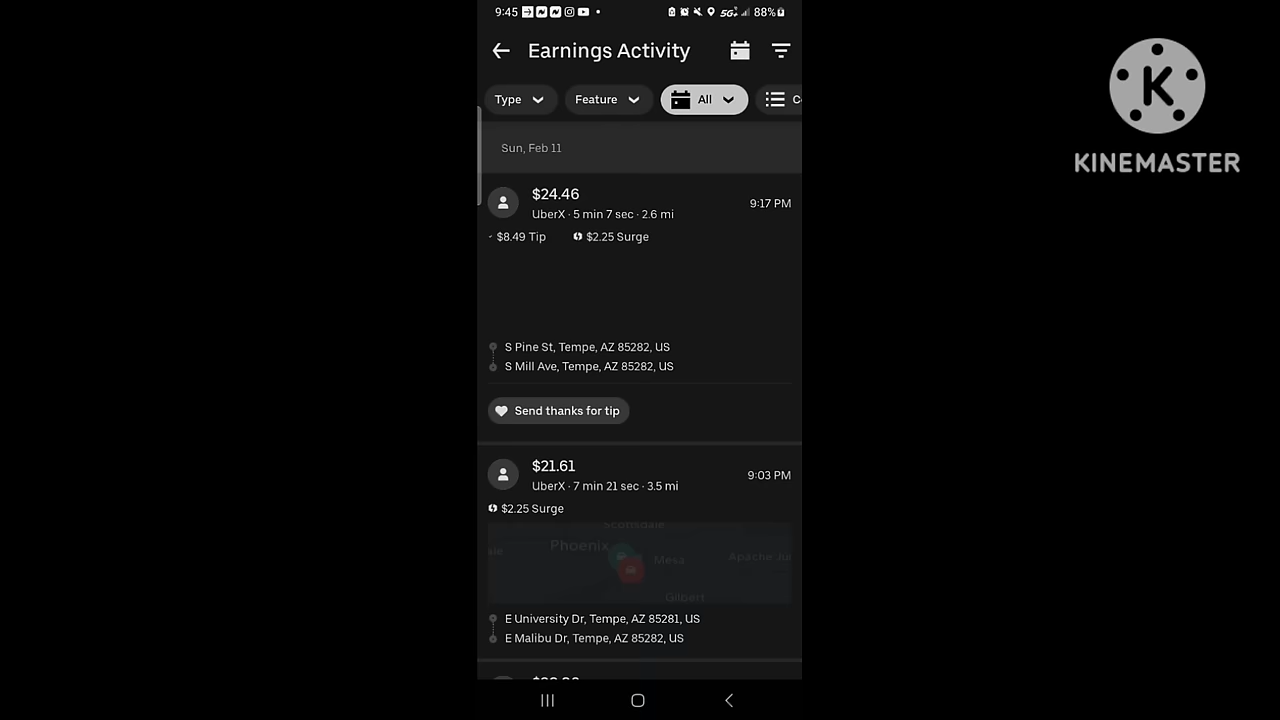 9:45 5G+ 88%
Earnings Activity
Type Feature All
Sun, Feb 11
$24.46
UberX · 5 min 7 sec · 2.6 mi
9:17 PM
$8.49 Tip $2.25 Surge
S Pine St, Tempe, AZ 85282, US
S Mill Ave, Tempe, AZ 85282, US
Send thanks for tip
$21.61
UberX · 7 min 21 sec · 3.5 mi
9:03 PM
$2.25 Surge
Scottsdale
Phoenix
Mesa
Gilbert
E University Dr, Tempe, AZ 85281, US
E Malibu Dr, Tempe, AZ 85282, US
K
KINEMASTER